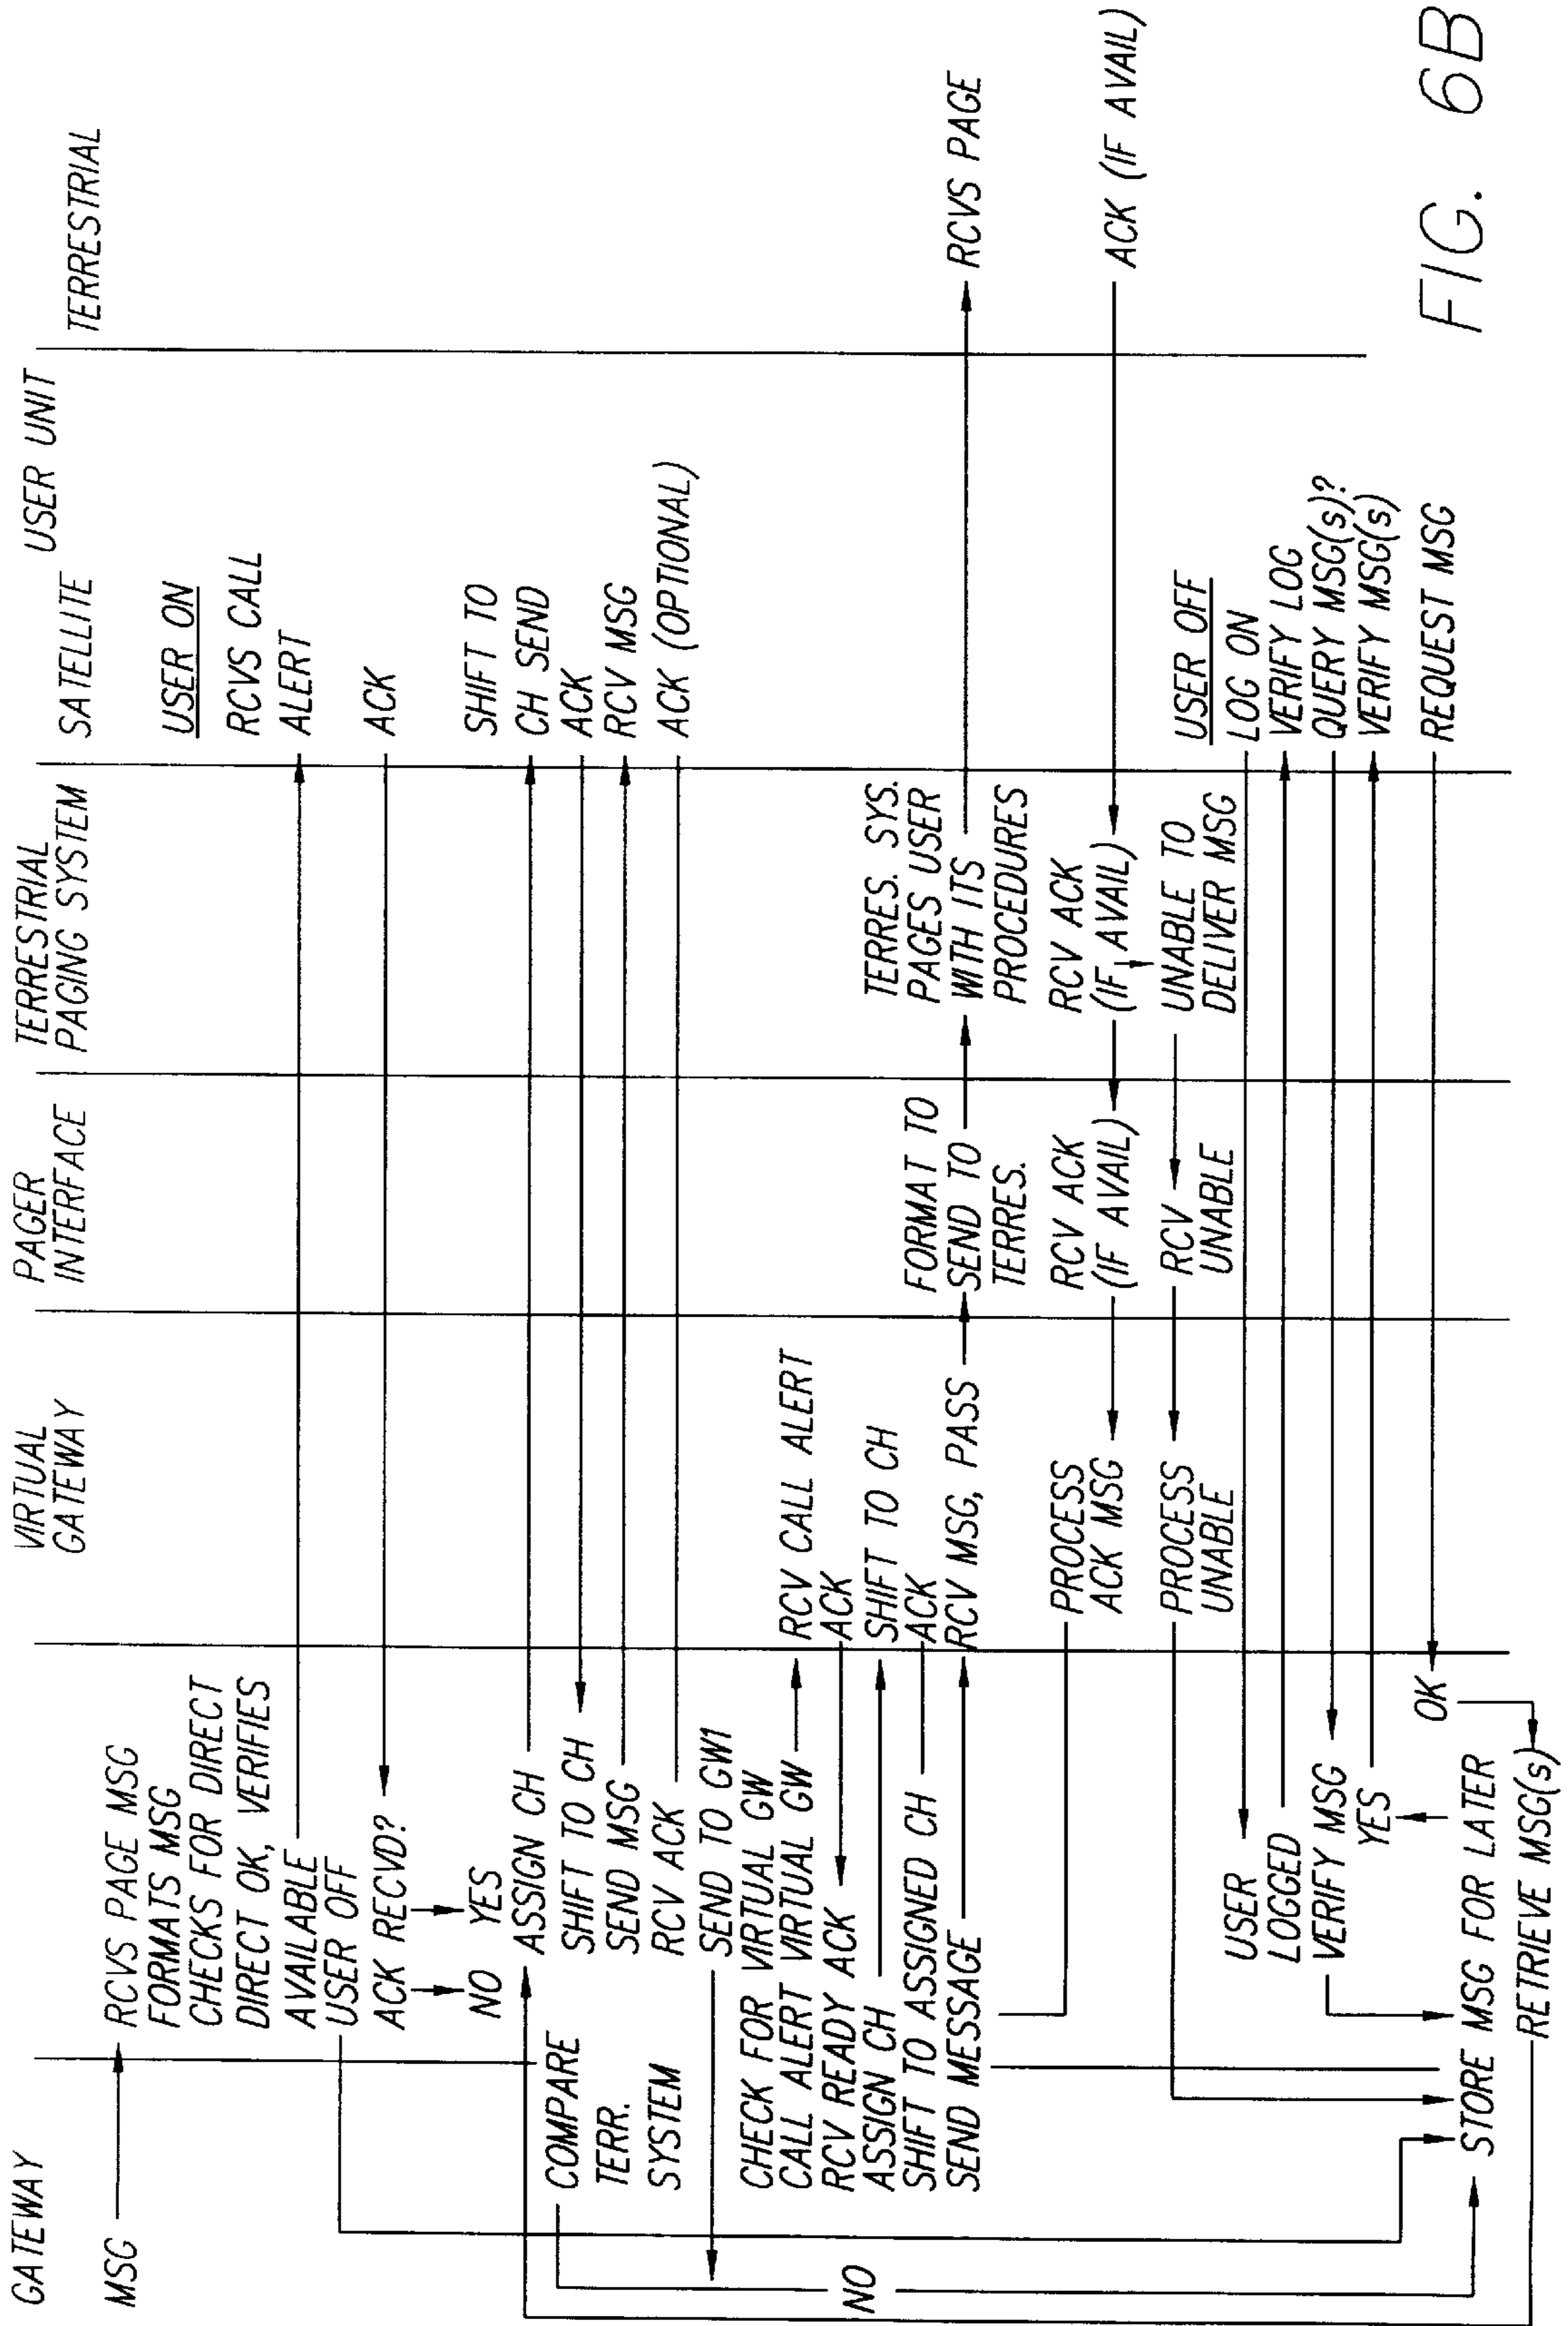 GATEWAY
VIRTUAL
GATEWAY
PAGER
INTERFACE
TERRESTRIAL
PAGING SYSTEM
USER UNIT
SATELLITE
TERRESTRIAL
MSG
RCVS PAGE MSG
FORMATS MSG
CHECKS FOR DIRECT
DIRECT OK, VERIFIES
AVAILABLE
USER OFF
ACK RECVD?
NO
YES
USER ON
RCVS CALL
ALERT
ACK
COMPARE
TERR.
SYSTEM
ASSIGN CH
SHIFT TO CH
SEND MSG
RCV ACK
SEND TO GW1
SHIFT TO
CH SEND
ACK
RCV MSG
ACK (OPTIONAL)
CHECK FOR VIRTUAL GW
CALL ALERT VIRTUAL GW
RCV READY ACK
ASSIGN CH
SHIFT TO ASSIGNED CH
SEND MESSAGE
NO
RCV CALL ALERT
ACK
SHIFT TO CH
ACK
RCV MSG, PASS
FORMAT TO
SEND TO
TERRES.
TERRES. SYS.
PAGES USER
WITH ITS
PROCEDURES
RCVS PAGE
PROCESS
ACK MSG
RCV ACK
(IF AVAIL)
RCV ACK
(IF AVAIL)
ACK (IF AVAIL)
PROCESS
UNABLE
RCV
UNABLE
UNABLE TO
DELIVER MSG
USER OFF
LOG ON
VERIFY LOG
QUERY MSG(s)?
VERIFY MSG(s)
REQUEST MSG
USER
LOGGED
VERIFY MSG
YES
OK
STORE MSG FOR LATER
RETRIEVE MSG(s)
FIG. 6B